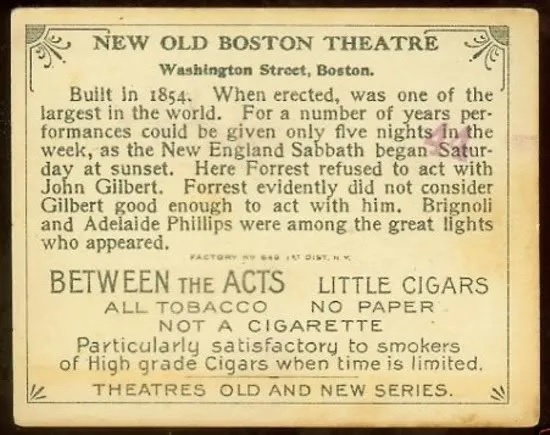 NEW OLD BOSTON THEATRE
Washington Street, Boston.
Built in 1854. When erected, was one of the
largest in the world. For a number of years per-
formances could be given only five nights in the
week, as the New England Sabbath began Satur-
day at sunset. Here Forrest refused to act with
John Gilbert. Forrest evidently did not consider
Gilbert good enough to act with him. Brignoli
and Adelaide Phillips were among the great lights
who appeared.
FACTORY Nº 649 1ST DIST. N.Y.
BETWEEN THE ACTS LITTLE CIGARS
ALL TOBACCO NO PAPER
NOT A CIGARETTE
Particularly satisfactory to smokers
of High grade Cigars when time is limited.
THEATRES OLD AND NEW SERIES.